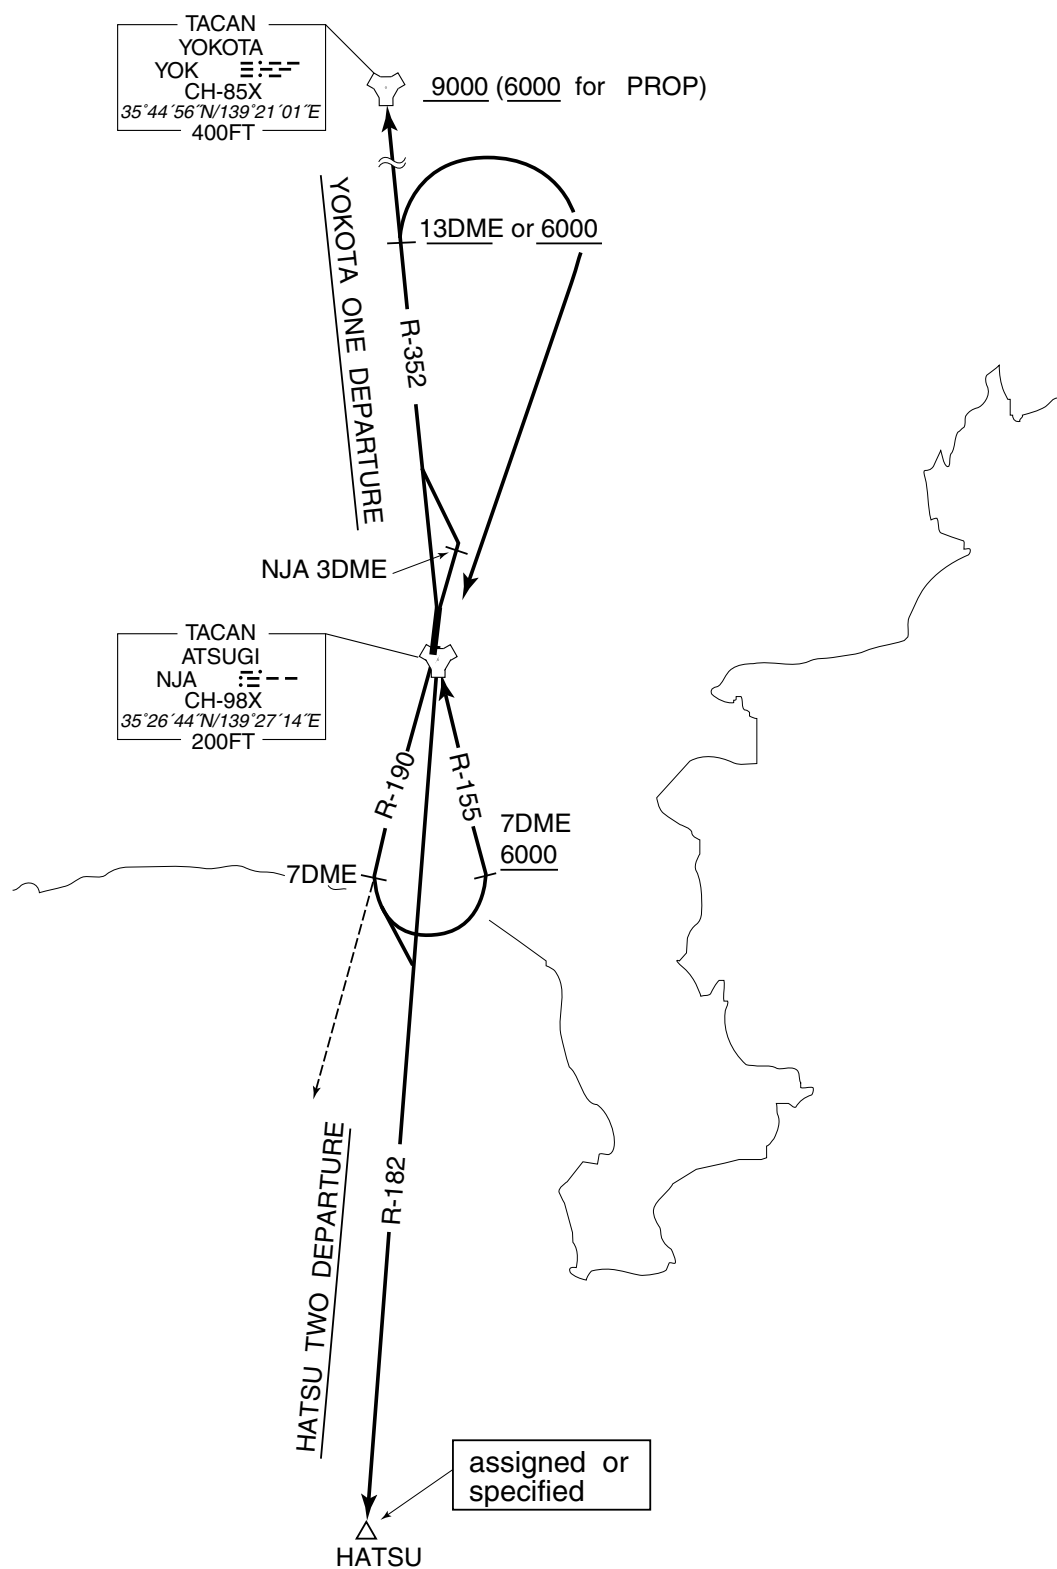 TACAN
YOKOTA
YOK
CH-85X
35°44´56˝N/139°21´01˝E
400FT
9000 (6000 for PROP)
YOKOTA ONE DEPARTURE
13DME or 6000
R-352
NJA 3DME
TACAN
ATSUGI
NJA
CH-98X
35°26´44˝N/139°27´14˝E
200FT
R-190
R-155
7DME
6000
7DME
HATSU TWO DEPARTURE
R-182
assigned or
specified
HATSU